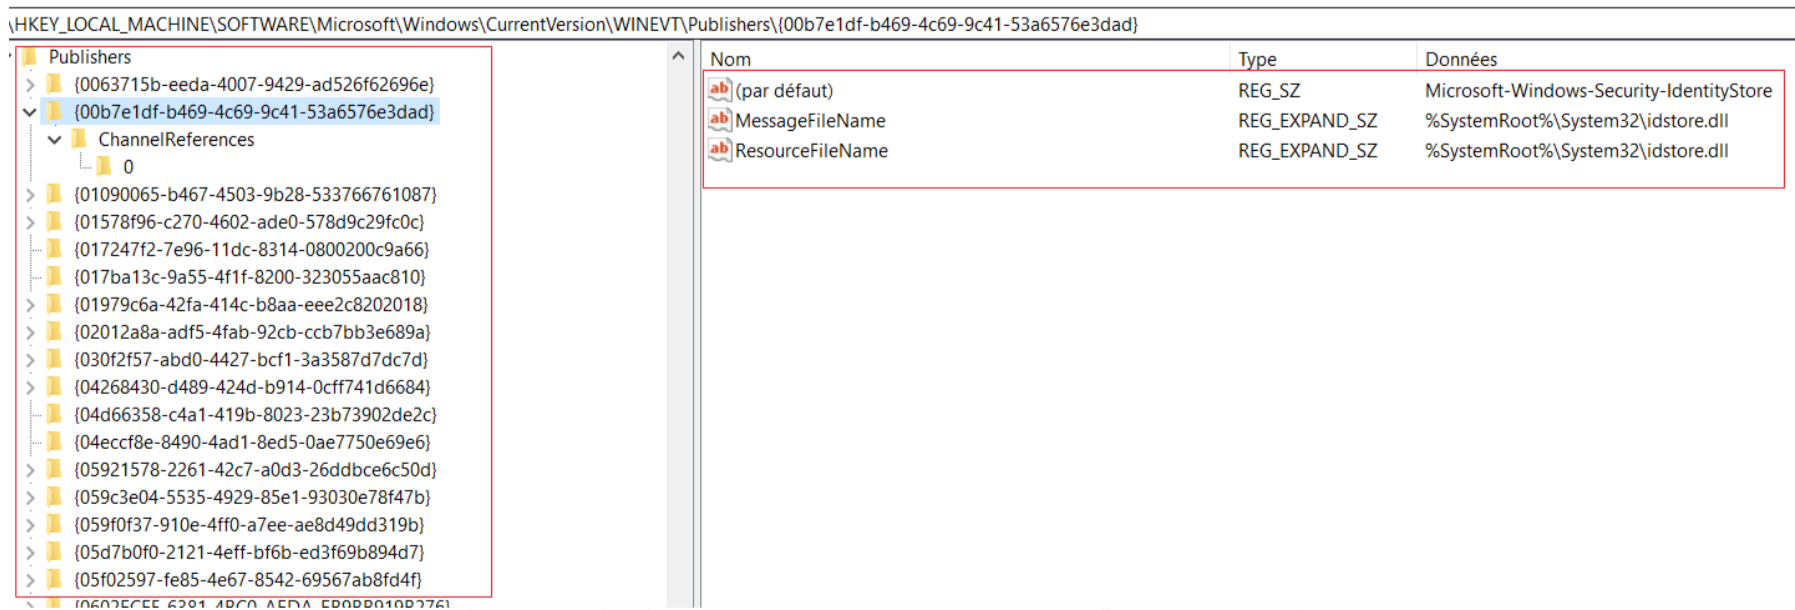 \HKEY_LOCAL_MACHINE\SOFTWARE\Microsoft\Windows\CurrentVersion\WINEVT\Publishers\{00b7e1df-b469-4c69-9c41-53a6576e3dad}
Publishers
{0063715b-eeda-4007-9429-ad526f62696e}
{00b7e1df-b469-4c69-9c41-53a6576e3dad}
ChannelReferences
0
{01090065-b467-4503-9b28-533766761087}
{01578f96-c270-4602-ade0-578d9c29fc0c}
{017247f2-7e96-11dc-8314-0800200c9a66}
{017ba13c-9a55-4f1f-8200-323055aac810}
{01979c6a-42fa-414c-b8aa-eee2c8202018}
{02012a8a-adf5-4fab-92cb-ccb7bb3e689a}
{030f2f57-abd0-4427-bcf1-3a3587d7dc7d}
{04268430-d489-424d-b914-0cff741d6684}
{04d66358-c4a1-419b-8023-23b73902de2c}
{04eccf8e-8490-4ad1-8ed5-0ae7750e69e6}
{05921578-2261-42c7-a0d3-26ddbce6c50d}
{059c3e04-5535-4929-85e1-93030e78f47b}
{059f0f37-910e-4ff0-a7ee-ae8d49dd319b}
{05d7b0f0-2121-4eff-bf6b-ed3f69b894d7}
{05f02597-fe85-4e67-8542-69567ab8fd4f}
Nom Type Données
(par défaut) REG_SZ Microsoft-Windows-Security-IdentityStore
MessageFileName REG_EXPAND_SZ %SystemRoot%\System32\idstore.dll
ResourceFileName REG_EXPAND_SZ %SystemRoot%\System32\idstore.dll